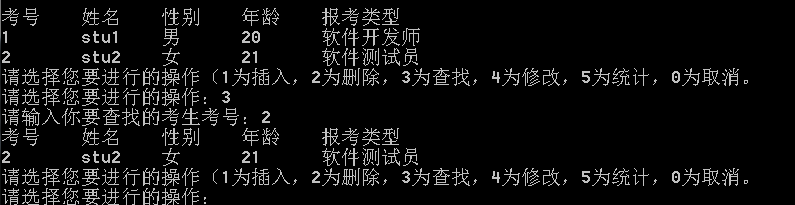 考号 姓名 性别 年龄 报考类型
1 stu1 男 20 软件开发师
2 stu2 女 21 软件测试员
请选择您要进行的操作（1为插入，2为删除，3为查找，4为修改，5为统计，0为取消。
请选择您要进行的操作：3
请输入你要查找的考生考号：2
考号 姓名 性别 年龄 报考类型
2 stu2 女 21 软件测试员
请选择您要进行的操作（1为插入，2为删除，3为查找，4为修改，5为统计，0为取消。
请选择您要进行的操作：